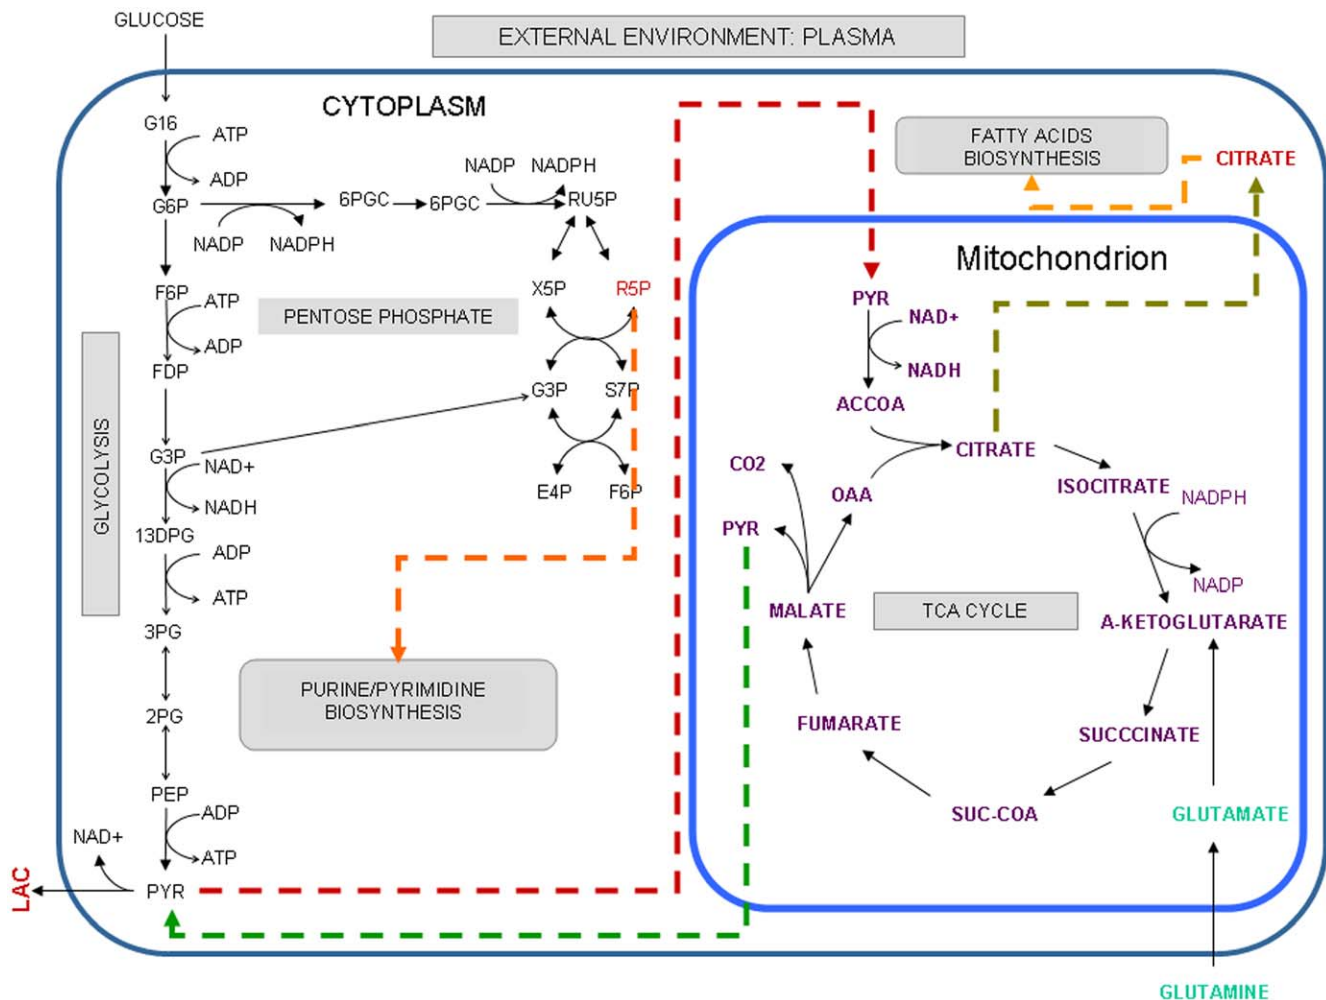 GLUCOSE
EXTERNAL ENVIRONMENT: PLASMA
CYTOPLASM
G16
ATP
ADP
G6P
NADP
NADPH
6PGC
6PGC
NADP
NADPH
RU5P
F6P
ATP
ADP
FDP
PENTOSE PHOSPHATE
X5P
R5P
G3P
S7P
E4P
F6P
GLYCOLYSIS
G3P
NAD+
NADH
13DPG
ADP
ATP
3PG
2PG
PEP
ADP
ATP
NAD+
PYR
LAC
PURINE/PYRIMIDINE
BIOSYNTHESIS
FATTY ACIDS
BIOSYNTHESIS
CITRATE
Mitochondrion
PYR
NAD+
NADH
ACCOA
CITRATE
CO2
OAA
PYR
ISOCITRATE
NADPH
NADP
MALATE
TCA CYCLE
A-KETOGLUTARATE
FUMARATE
SUCCCINATE
SUC-COA
GLUTAMATE
GLUTAMINE